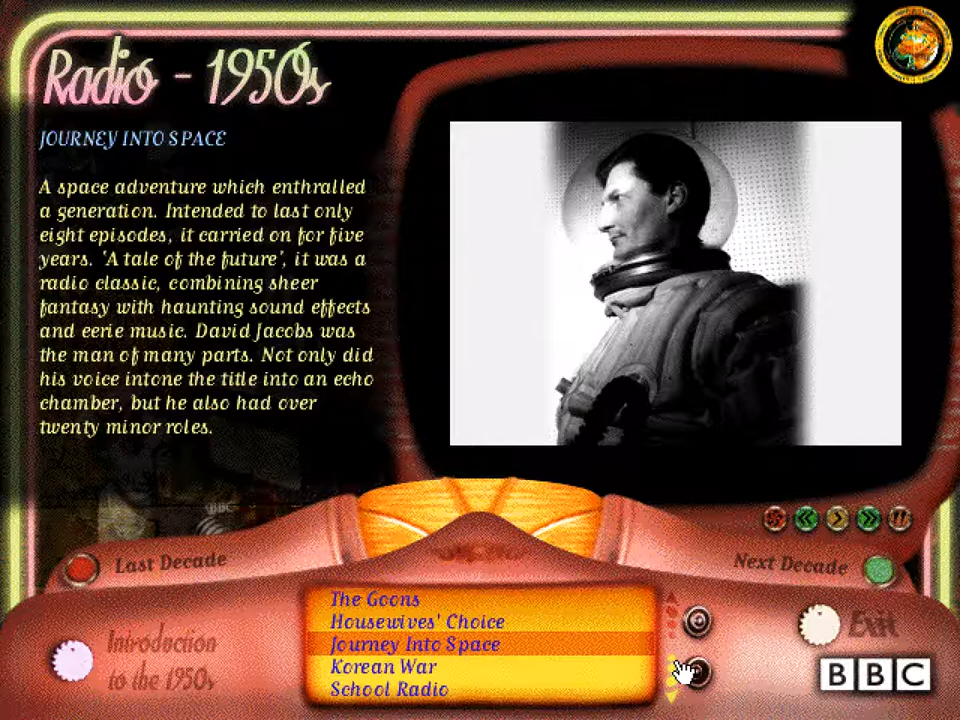 Radio - 1950s
JOURNEY INTO SPACE
A space adventure which enthralled
a generation. Intended to last only
eight episodes, it carried on for five
years. 'A tale of the future', it was a
radio classic, combining sheer
fantasy with haunting sound effects
and eerie music. David Jacobs was
the man of many parts. Not only did
his voice intone the title into an echo
chamber, but he also had over
twenty minor roles.
Last Decade
Next Decade
Introduction
to the 1950s
The Goons
Housewives' Choice
Journey Into Space
Korean War
School Radio
Exit
BBC